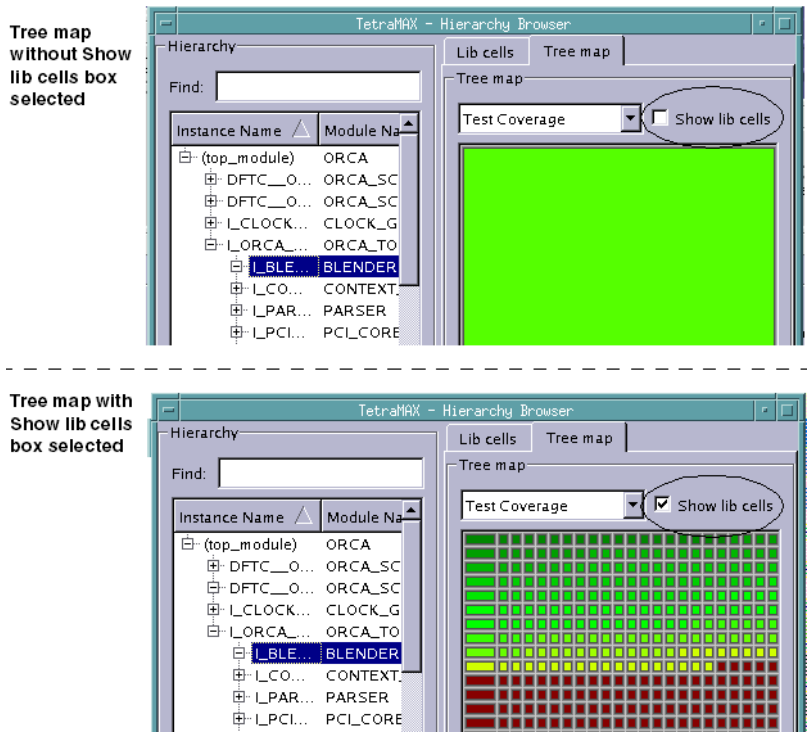 Tree map
without Show
lib cells box
selected
TetraMAX - Hierarchy Browser
Hierarchy
Find:
Instance Name Module Na
(top_module) ORCA
DFTC__O... ORCA_SC
DFTC__O... ORCA_SC
I_CLOCK... CLOCK_G
I_ORCA_... ORCA_TO
I_BLE... BLENDER
I_CO... CONTEXT_
I_PAR... PARSER
I_PCI... PCI_CORE
Lib cells Tree map
Tree map
Test Coverage Show lib cells
Tree map with
Show lib cells
box selected
TetraMAX - Hierarchy Browser
Hierarchy
Find:
Instance Name Module Na
(top_module) ORCA
DFTC__O... ORCA_SC
DFTC__O... ORCA_SC
I_CLOCK... CLOCK_G
I_ORCA_... ORCA_TO
I_BLE... BLENDER
I_CO... CONTEXT_
I_PAR... PARSER
I_PCI... PCI_CORE
Lib cells Tree map
Tree map
Test Coverage Show lib cells